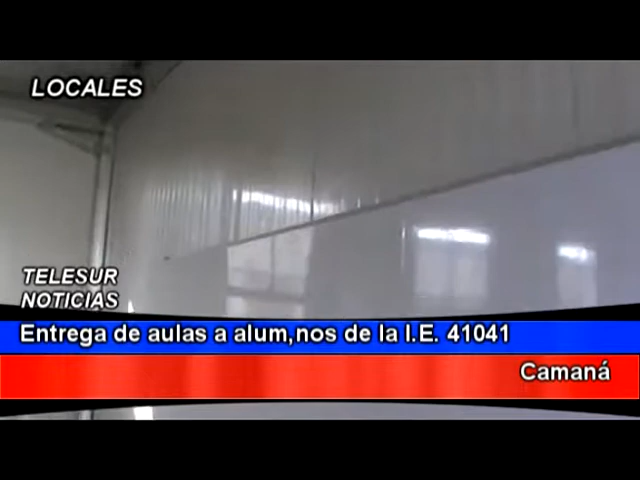 LOCALES
TELESUR
NOTICIAS
Entrega de aulas a alum,nos de la I.E. 41041
Camaná